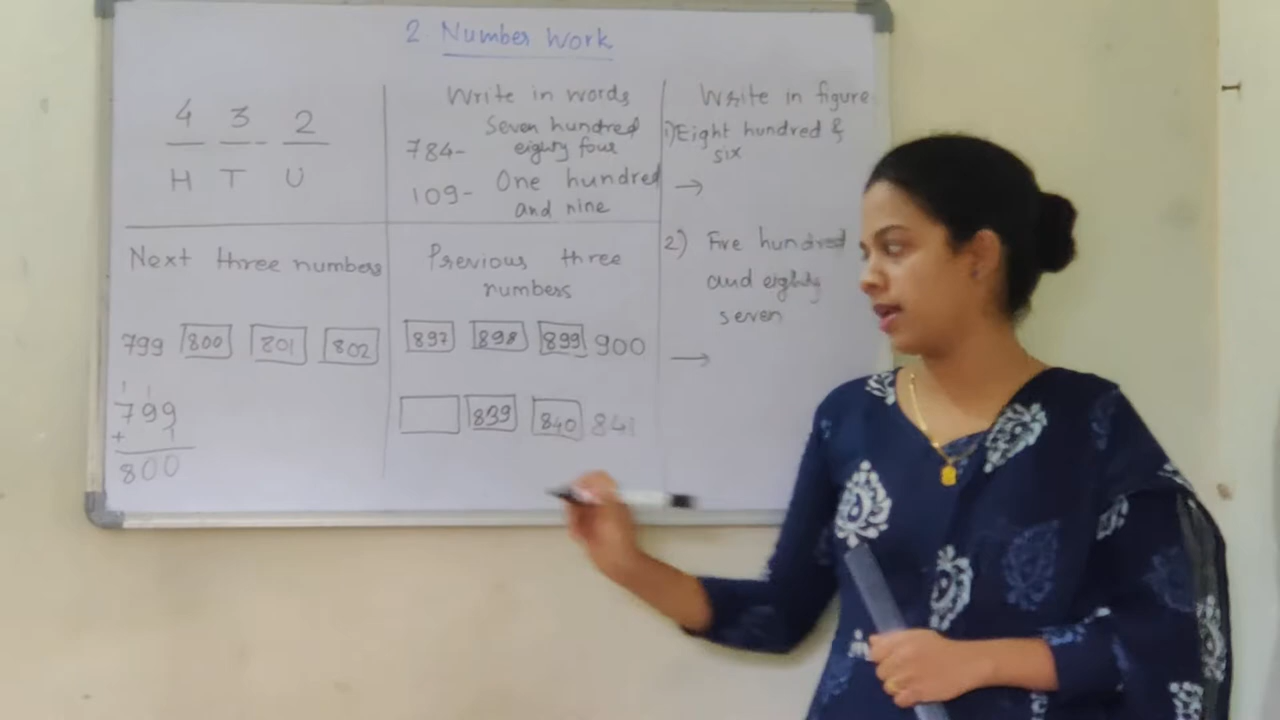 2. Number Work
4 3 2
H T U
Write in words
784- Seven hundred
eighty four
109- One hundred
and nine
Write in figure
1) Eight hundred &
six
→
2) Five hundred
and eighty
seven
→
Next three numbers
799 800 801 802
1 1
799
+ 1
800
Previous three
numbers
897 898 899 900
839 840 841